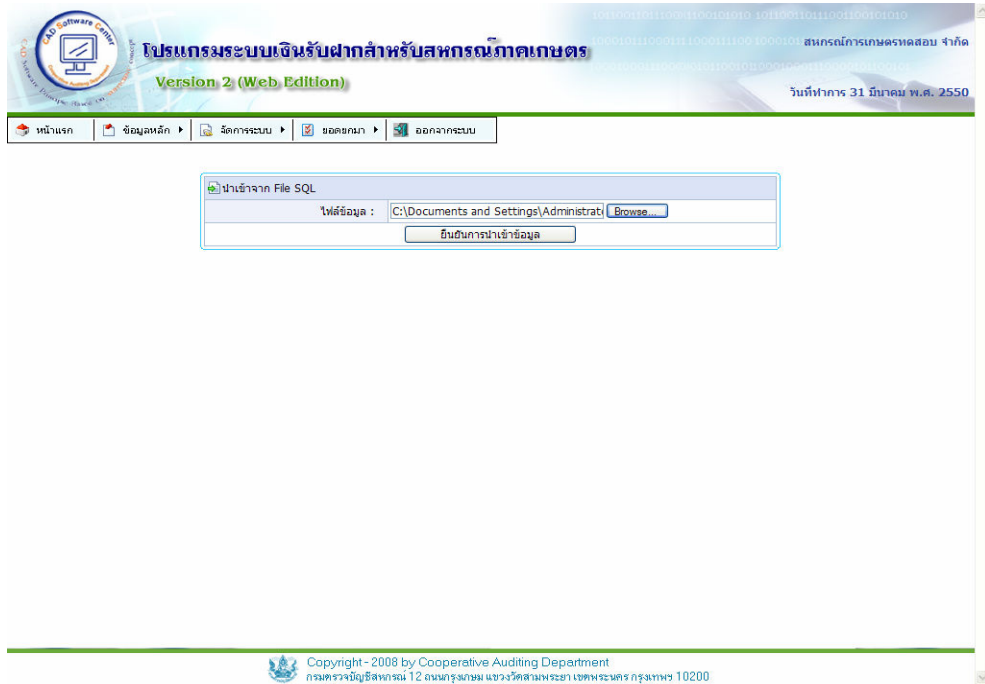 CAD Software Center
โปรแกรมระบบเงินรับฝากสำหรับสหกรณ์ภาคเกษตร
Version 2 (Web Edition)
สหกรณ์การเกษตรทดสอบ จำกัด
วันที่ทำการ 31 มีนาคม พ.ศ. 2550
หน้าแรก ข้อมูลหลัก จัดการระบบ ยอดยกมา ออกจากระบบ
นำเข้าจาก File SQL
ไฟล์ข้อมูล : C:\Documents and Settings\Administrat Browse...
ยืนยันการนำเข้าข้อมูล
Copyright - 2008 by Cooperative Auditing Department
กรมตรวจบัญชีสหกรณ์ 12 ถนนกรุงเกษม แขวงวัดสามพระยา เขตพระนคร กรุงเทพฯ 10200